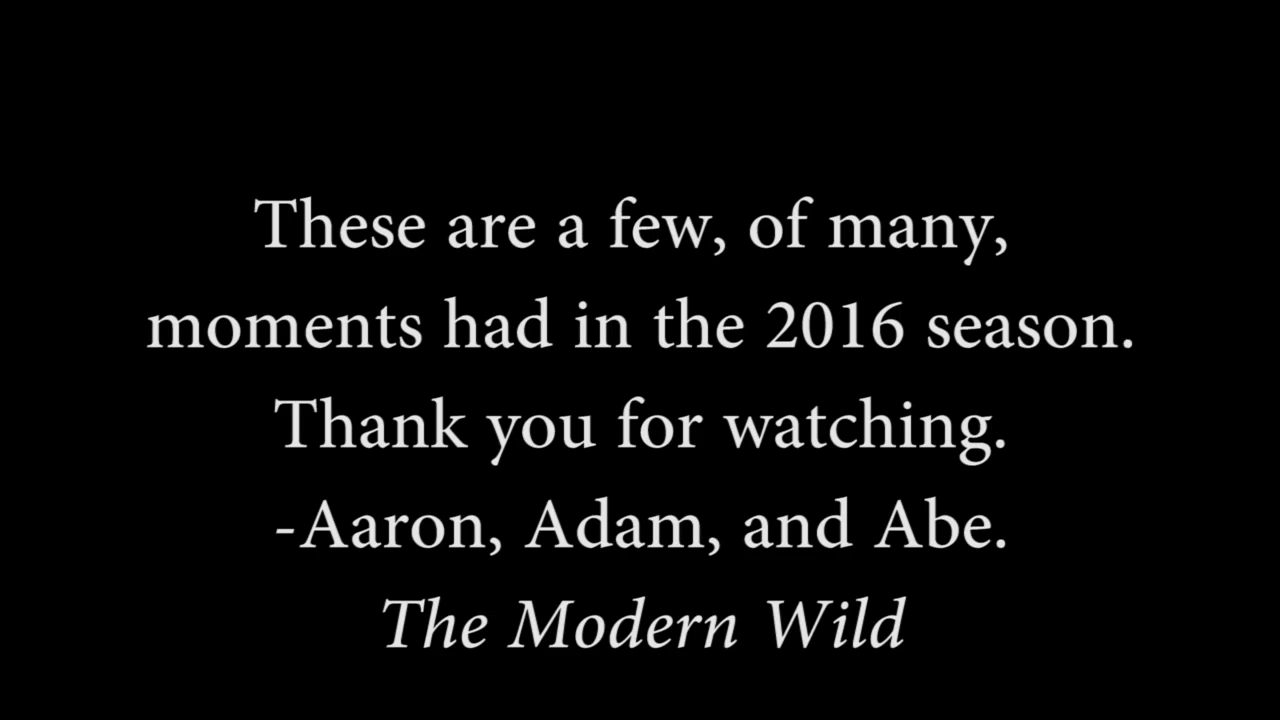 These are a few, of many,
moments had in the 2016 season.
Thank you for watching.
-Aaron, Adam, and Abe.
The Modern Wild